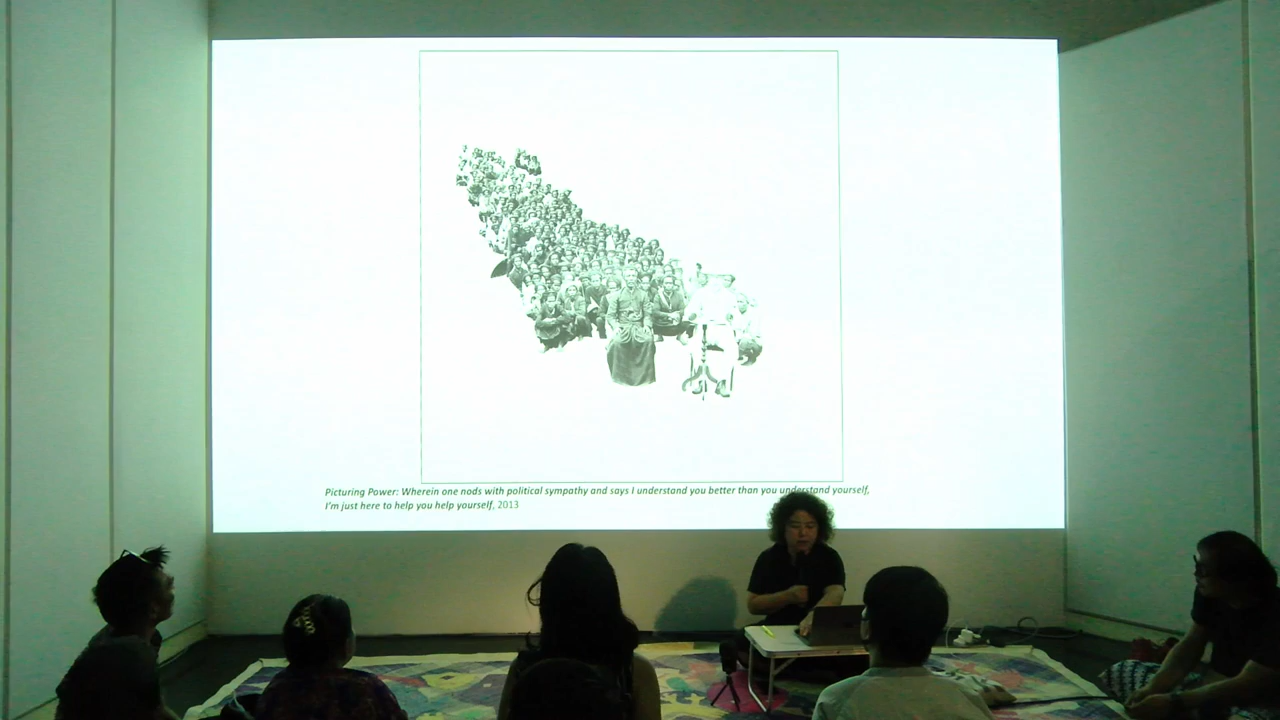 Picturing Power: Wherein one nods with political sympathy and says I understand you better than you understand yourself,
I'm just here to help you help yourself, 2013